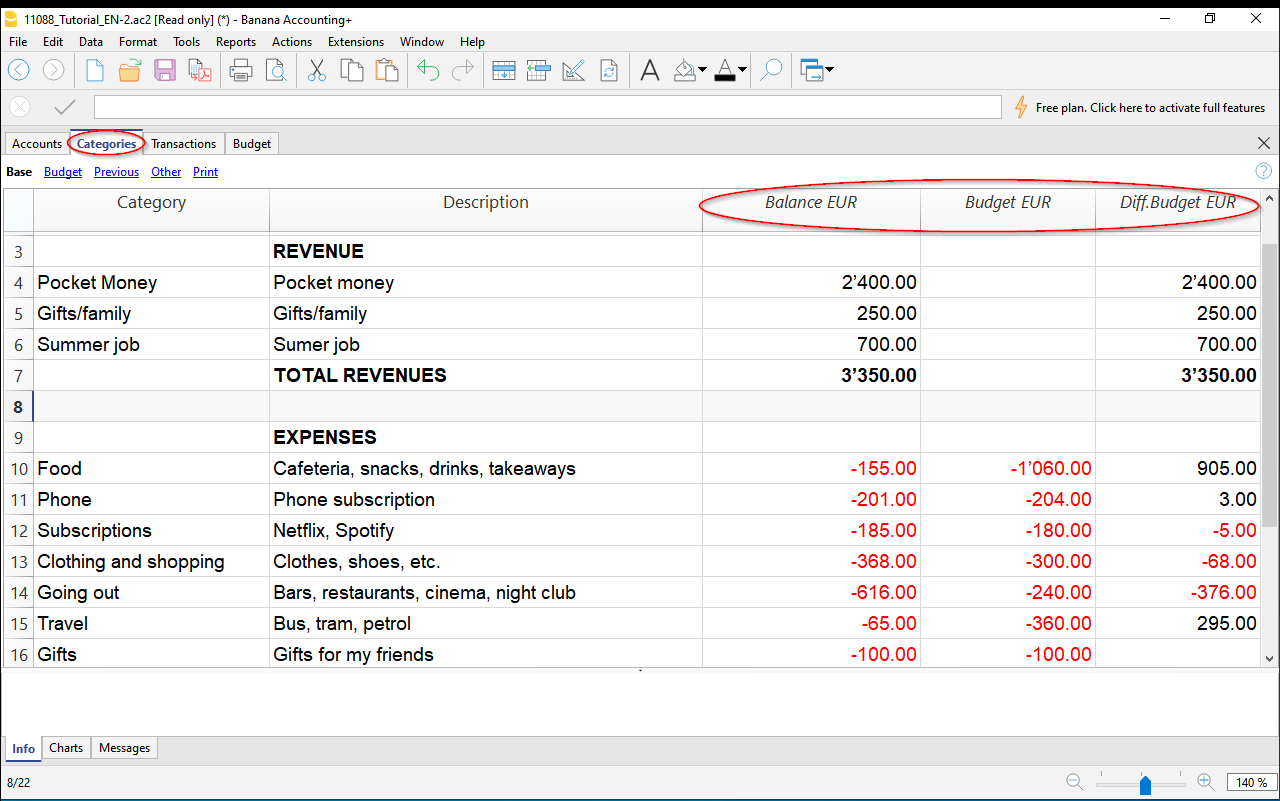 11088_Tutorial_EN-2.ac2 [Read only] (*) - Banana Accounting+
File Edit Data Format Tools Reports Actions Extensions Window Help
Free plan. Click here to activate full features
Accounts Categories Transactions Budget
Base Budget Previous Other Print
Category Description Balance EUR Budget EUR Diff.Budget EUR
3 REVENUE
4 Pocket Money Pocket money 2’400.00 2’400.00
5 Gifts/family Gifts/family 250.00 250.00
6 Summer job Sumer job 700.00 700.00
7 TOTAL REVENUES 3’350.00 3’350.00
8
9 EXPENSES
10 Food Cafeteria, snacks, drinks, takeaways -155.00 -1’060.00 905.00
11 Phone Phone subscription -201.00 -204.00 3.00
12 Subscriptions Netflix, Spotify -185.00 -180.00 -5.00
13 Clothing and shopping Clothes, shoes, etc. -368.00 -300.00 -68.00
14 Going out Bars, restaurants, cinema, night club -616.00 -240.00 -376.00
15 Travel Bus, tram, petrol -65.00 -360.00 295.00
16 Gifts Gifts for my friends -100.00 -100.00
Info Charts Messages
8/22 140 %